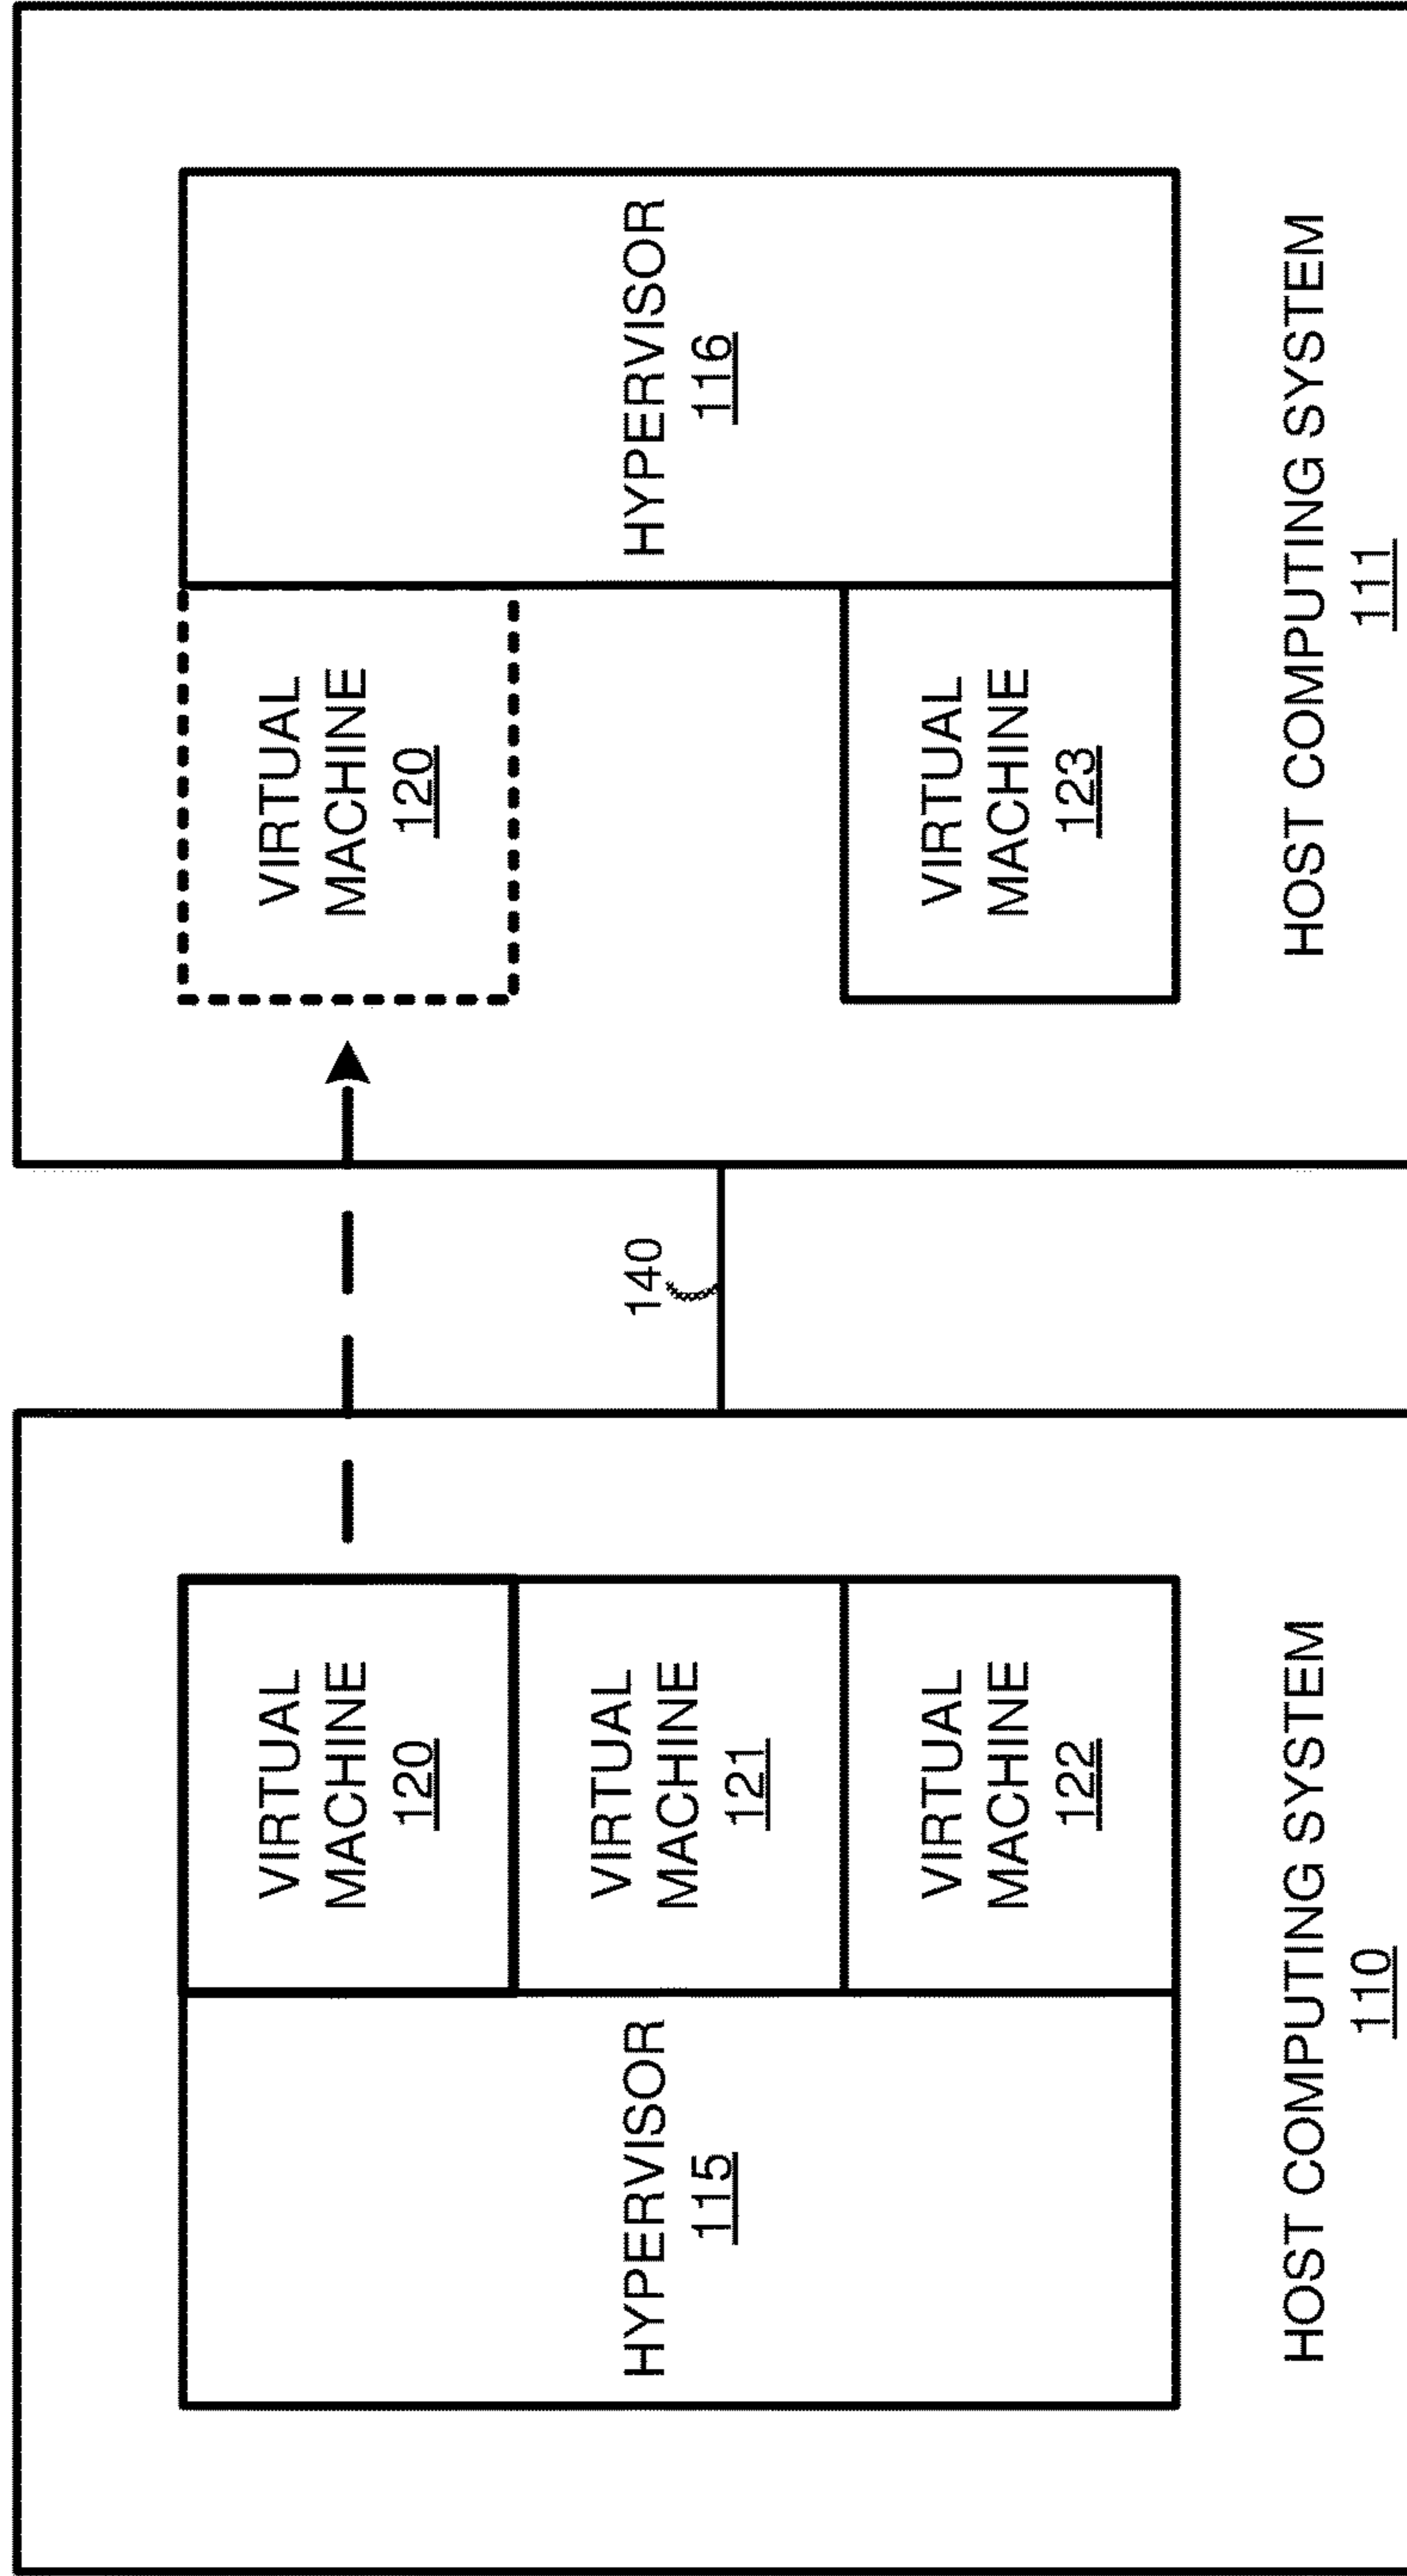 HYPERVISOR
115
VIRTUAL
MACHINE
120
VIRTUAL
MACHINE
121
VIRTUAL
MACHINE
122
HOST COMPUTING SYSTEM
110
140
VIRTUAL
MACHINE
120
VIRTUAL
MACHINE
123
HYPERVISOR
116
HOST COMPUTING SYSTEM
111